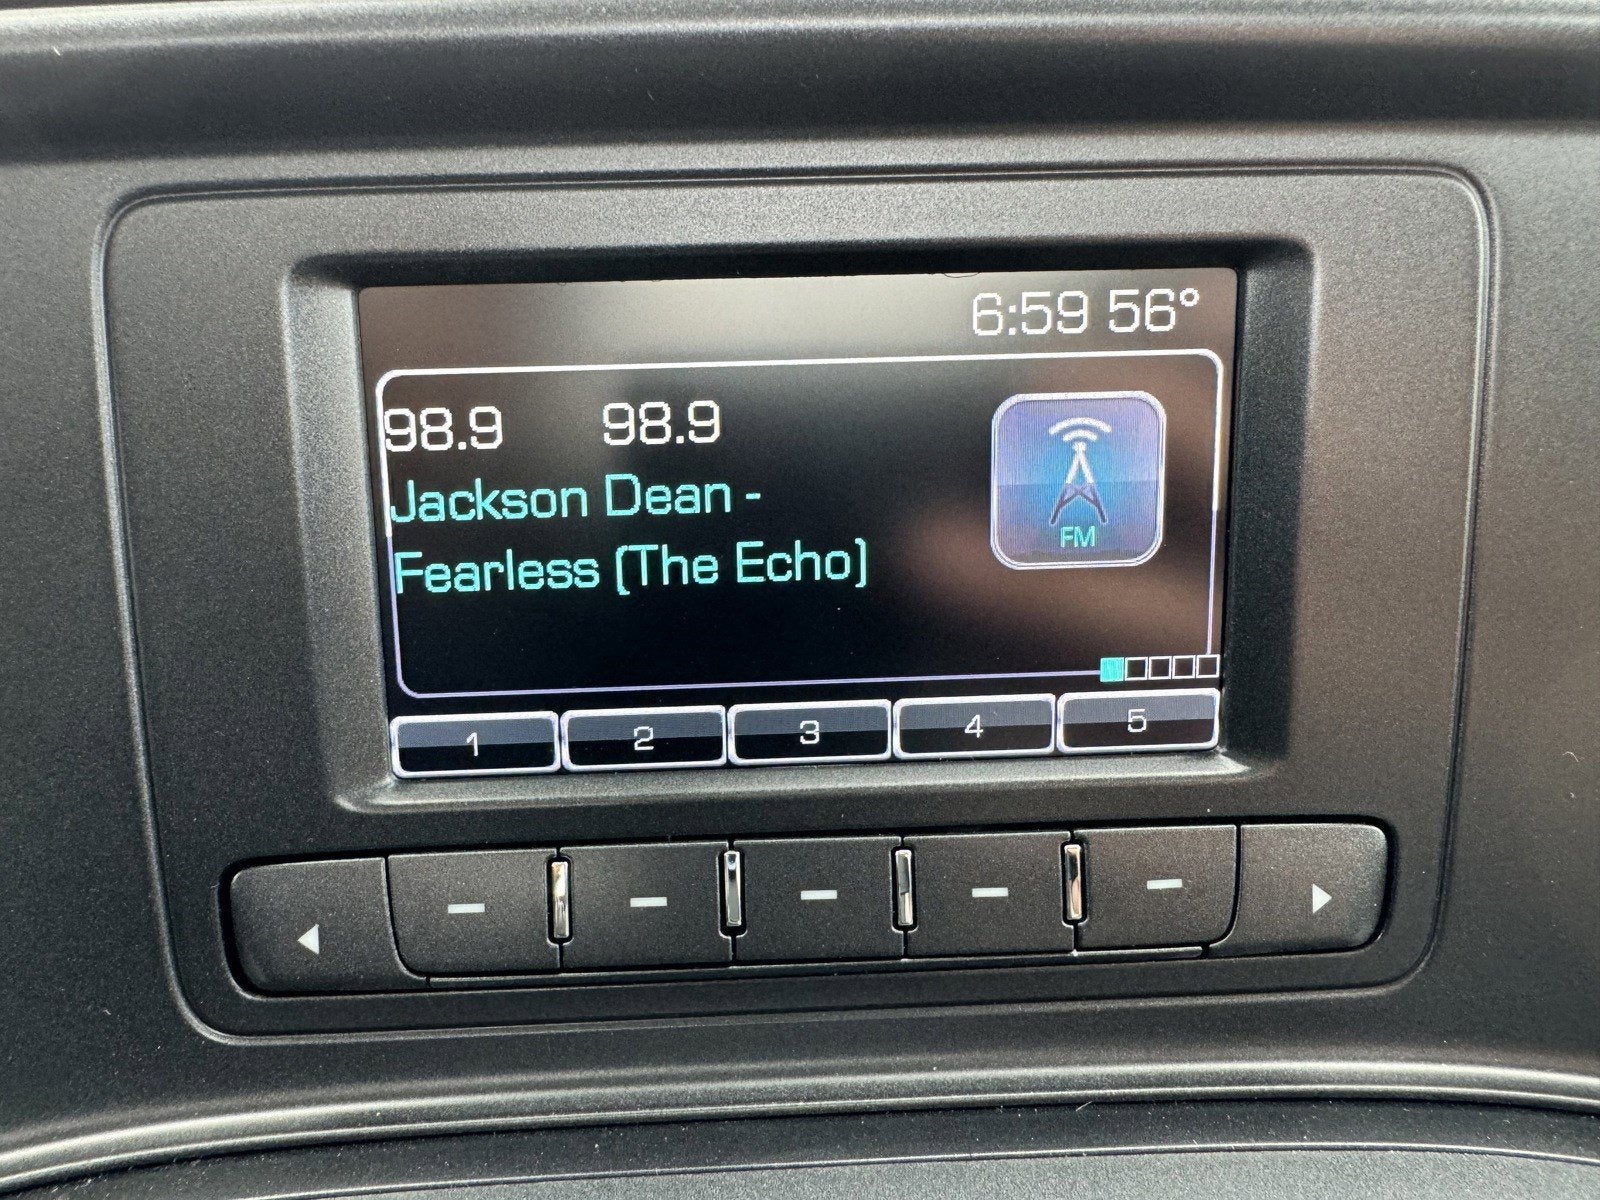 6:59 56°
98.9 98.9
Jackson Dean -
Fearless (The Echo)
FM
1 2 3 4 5